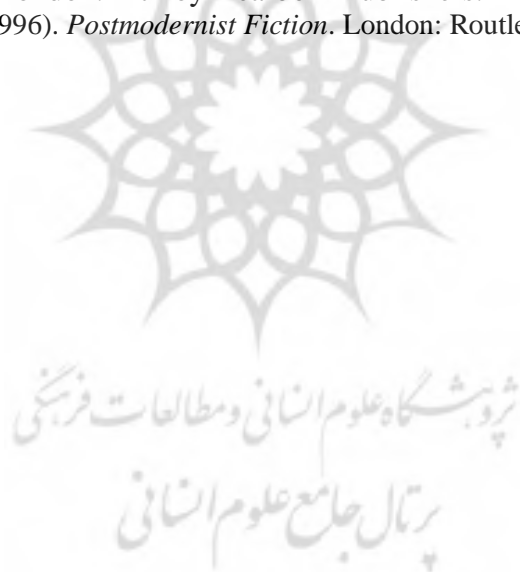 996). Postmodernist Fiction. London: Routle
پژوهشگاه علوم انسانی و مطالعات فرهنگی
پرتال جامع علوم انسانی